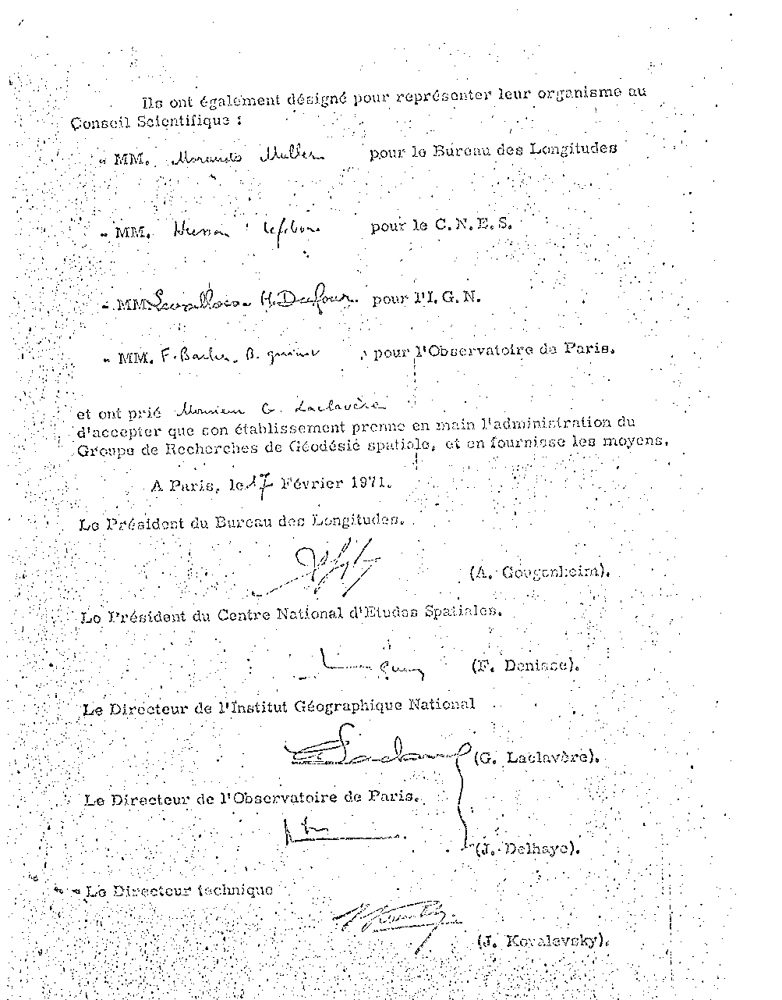 Ils ont également désigné pour représenter leur organisme au
Conseil Scientifique :
- MM. Morando Muller pour le Bureau des Longitudes
- MM. Husson Lefebvre pour le C.N.E.S.
- MM. Levallois - H. Dufour pour l'I.G.N.
- MM. F. Barlier. B. Guinot pour l'Observatoire de Paris.
et ont prié Monsieur G. Laclavère
d'accepter que son établissement prenne en main l'administration du
Groupe de Recherches de Géodésie spatiale, et en fournisse les moyens.
A Paris, le 17 Février 1971.
Le Président du Bureau des Longitudes.
(A. Gougenheim).
Le Président du Centre National d'Etudes Spatiales.
(F. Denisse).
Le Directeur de l'Institut Géographique National
(G. Laclavère).
Le Directeur de l'Observatoire de Paris.
(J. Delhaye).
- Le Directeur technique
(J. Kovalevsky).